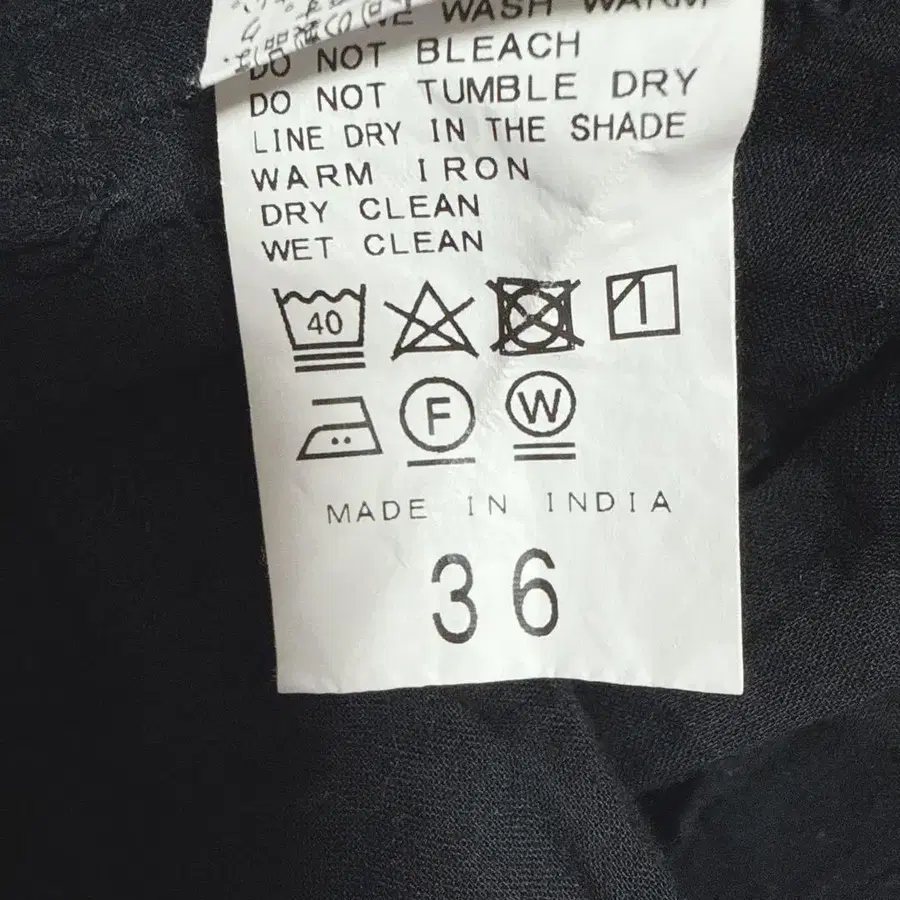 WASH WARM
DO NOT BLEACH
DO NOT TUMBLE DRY
LINE DRY IN THE SHADE
WARM IRON
DRY CLEAN
WET CLEAN
40
F W
MADE IN INDIA
36